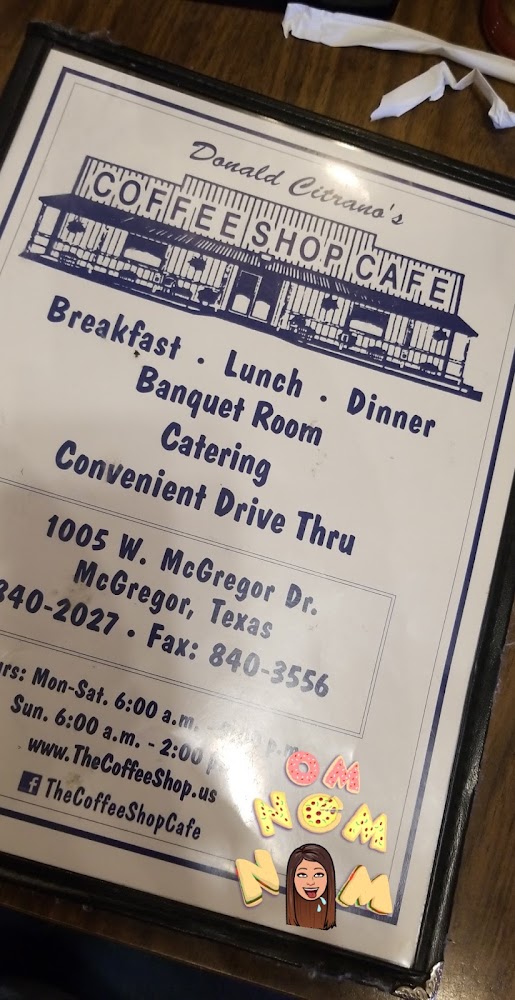 Donald Citrano's
COFFEE SHOP CAFE
Breakfast . Lunch . Dinner
Banquet Room
Catering
Convenient Drive Thru
1005 W. McGregor Dr.
McGregor, Texas
840-2027 • Fax: 840-3556
Mon-Sat. 6:00 a.m. - p.m.
Sun. 6:00 a.m. - 2:00
www.TheCoffeeShop.us
f TheCoffeeShopCafe
OM
NOM
NOM